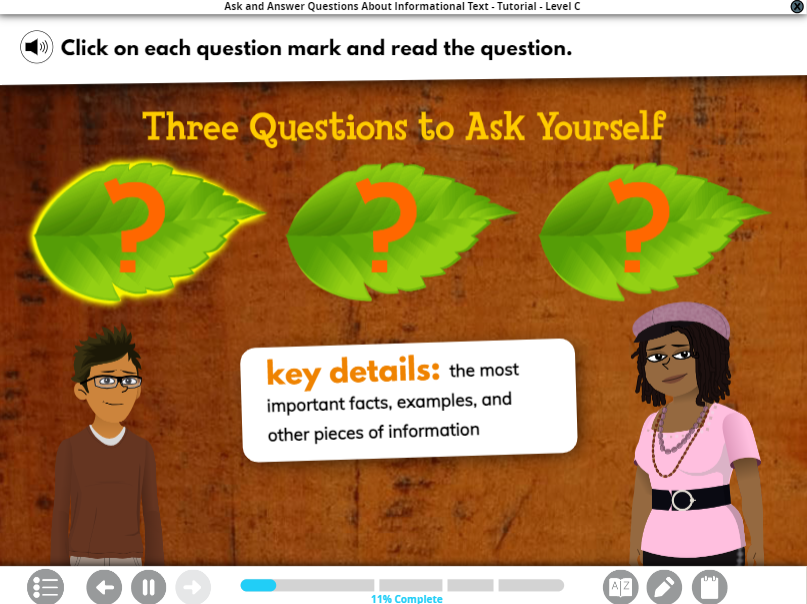 Ask and Answer Questions About Informational Text - Tutorial - Level C
X
Click on each question mark and read the question.
Three Questions to Ask Yourself
? ? ?
key details: the most
important facts, examples, and
other pieces of information
A Z
11% Complete